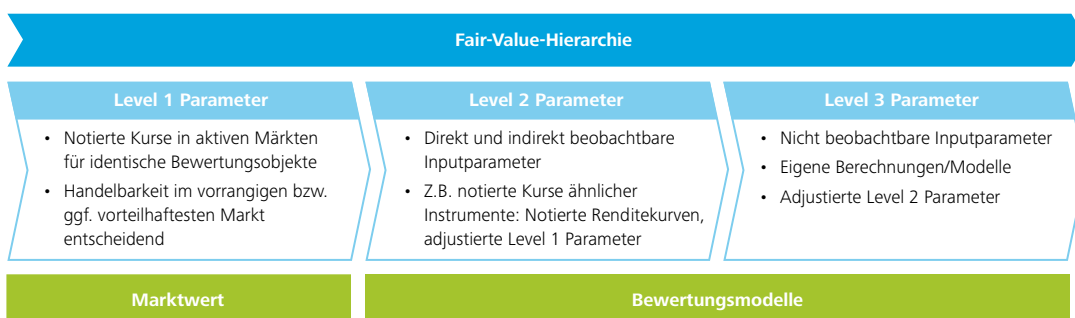 Fair-Value-Hierarchie
Level 1 Parameter
• Notierte Kurse in aktiven Märkten
für identische Bewertungsobjekte
• Handelbarkeit im vorrangigen bzw.
ggf. vorteilhaftesten Markt
entscheidend
Level 2 Parameter
• Direkt und indirekt beobachtbare
Inputparameter
• Z.B. notierte Kurse ähnlicher
Instrumente: Notierte Renditekurven,
adjustierte Level 1 Parameter
Level 3 Parameter
• Nicht beobachtbare Inputparameter
• Eigene Berechnungen/Modelle
• Adjustierte Level 2 Parameter
Marktwert
Bewertungsmodelle